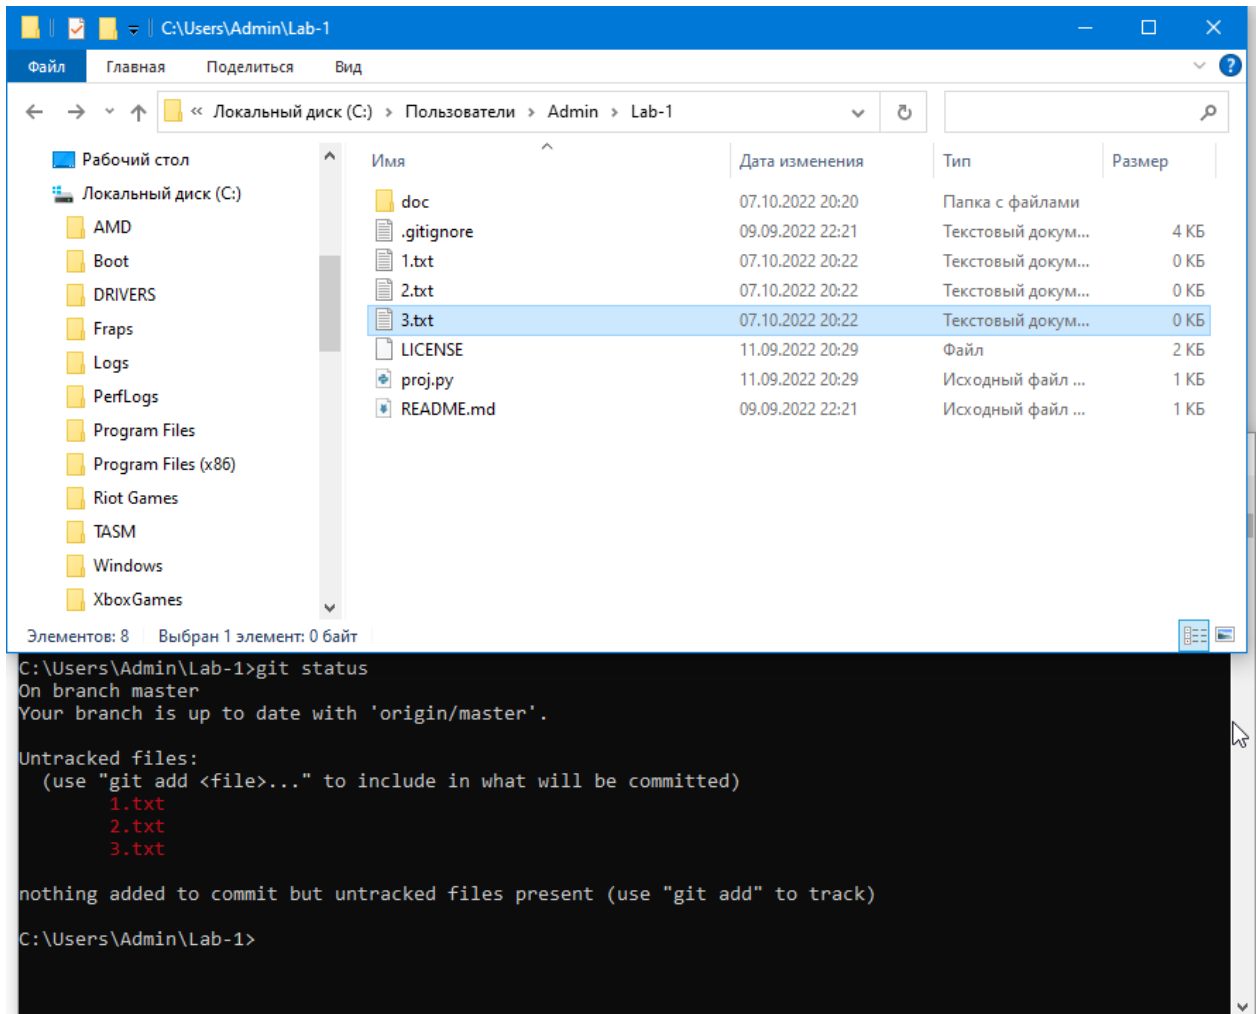 C:\Users\Admin\Lab-1
Файл Главная Поделиться Вид
« Локальный диск (C:) › Пользователи › Admin › Lab-1
Рабочий стол
Локальный диск (C:)
AMD
Boot
DRIVERS
Fraps
Logs
PerfLogs
Program Files
Program Files (x86)
Riot Games
TASM
Windows
XboxGames
Имя Дата изменения Тип Размер
doc 07.10.2022 20:20 Папка с файлами
.gitignore 09.09.2022 22:21 Текстовый докум... 4 КБ
1.txt 07.10.2022 20:22 Текстовый докум... 0 КБ
2.txt 07.10.2022 20:22 Текстовый докум... 0 КБ
3.txt 07.10.2022 20:22 Текстовый докум... 0 КБ
LICENSE 11.09.2022 20:29 Файл 2 КБ
proj.py 11.09.2022 20:29 Исходный файл ... 1 КБ
README.md 09.09.2022 22:21 Исходный файл ... 1 КБ
Элементов: 8 Выбран 1 элемент: 0 байт
C:\Users\Admin\Lab-1>git status
On branch master
Your branch is up to date with 'origin/master'.
Untracked files:
(use "git add <file>..." to include in what will be committed)
1.txt
2.txt
3.txt
nothing added to commit but untracked files present (use "git add" to track)
C:\Users\Admin\Lab-1>